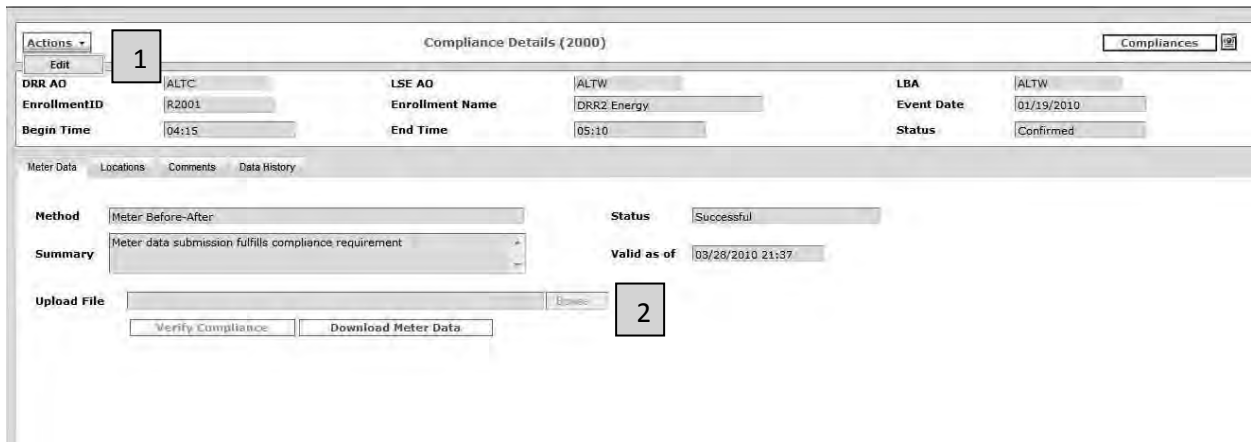 Actions
1
Compliance Details (2000)
Compliances
Edit
DRR AO ALTC LSE AO ALTW LBA ALTW
EnrollmentID R2001 Enrollment Name DRR2 Energy Event Date 01/19/2010
Begin Time 04:15 End Time 05:10 Status Confirmed
Meter Data Locations Comments Data History
Method Meter Before-After Status Successful
Summary Meter data submission fulfills compliance requirement Valid as of 03/28/2010 21:37
Upload File Browse... 2
Verify Compliance Download Meter Data